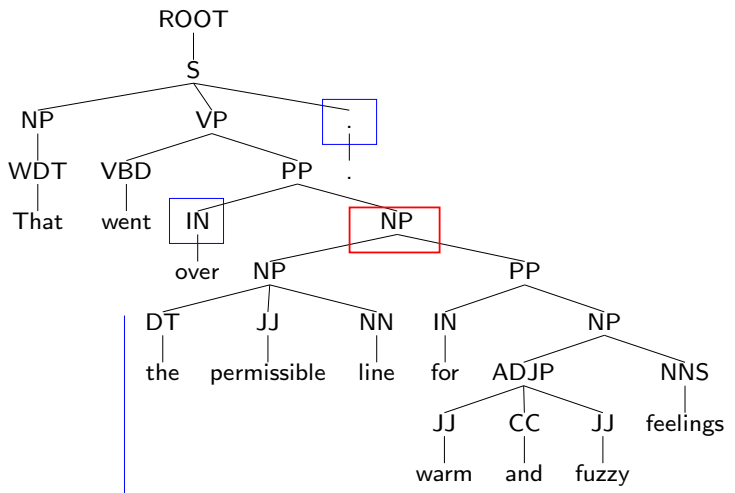 ROOT
S
NP VP .
WDT VBD PP .
That went IN NP
over NP PP
DT JJ NN IN NP
the permissible line for ADJP NNS
JJ CC JJ feelings
warm and fuzzy